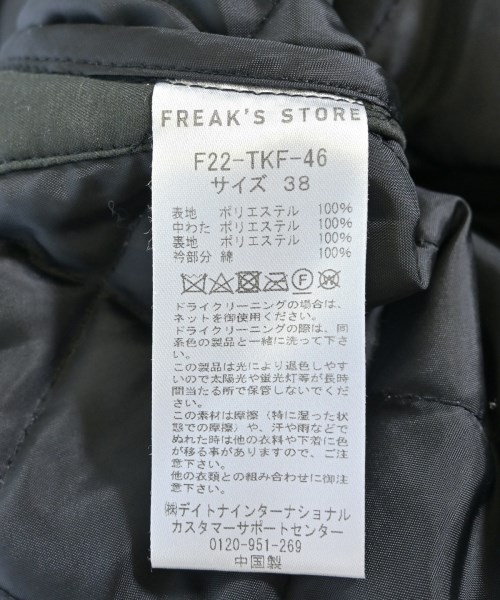 FREAK'S STORE
F22-TKF-46
サイズ 38
表地 ポリエステル 100%
中わた ポリエステル 100%
裏地 ポリエステル 100%
衿部分 綿 100%
ドライクリーニングの場合は、
ネットを御使用ください。
ドライクリーニングの際は、同
系色の製品と一緒に洗って下さ
い。
この製品は光により退色しやす
いので太陽光や蛍光灯等が長時
間当たる所で保管しないでくだ
さい。
この素材は摩擦（特に湿った状
態での摩擦）や、汗や雨などで
ぬれた時は他の衣料や下着に色
が移る事がありますので、ご注
意下さい。
他の衣類との組み合わせに御注
意ください。
㈱デイトナインターナショナル
カスタマーサポートセンター
0120-951-269
中国製